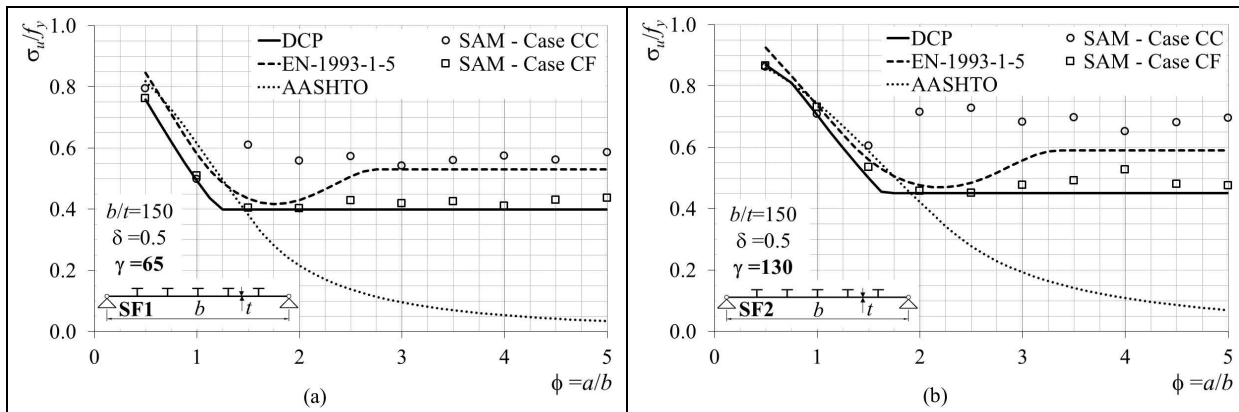 σu/fy
1.0
0.8
0.6
0.4
0.2
0.0
DCP
EN-1993-1-5
AASHTO
SAM - Case CC
SAM - Case CF
b/t=150
δ =0.5
γ =65
SF1 b t
0 1 2 3 4 5
ϕ =a/b
(a)
σu/fy
1.0
0.8
0.6
0.4
0.2
0.0
DCP
EN-1993-1-5
AASHTO
SAM - Case CC
SAM - Case CF
b/t=150
δ =0.5
γ =130
SF2 b t
0 1 2 3 4 5
ϕ =a/b
(b)